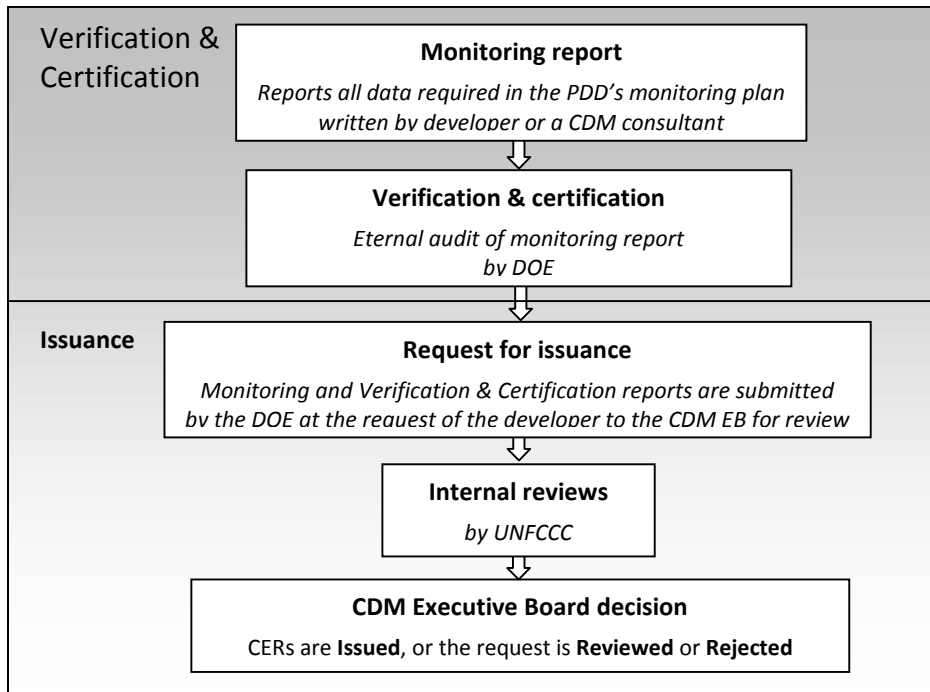 Verification &
Certification
Monitoring report
Reports all data required in the PDD’s monitoring plan
written by developer or a CDM consultant
Verification & certification
Eternal audit of monitoring report
by DOE
Issuance
Request for issuance
Monitoring and Verification & Certification reports are submitted
by the DOE at the request of the developer to the CDM EB for review
Internal reviews
by UNFCCC
CDM Executive Board decision
CERs are Issued, or the request is Reviewed or Rejected